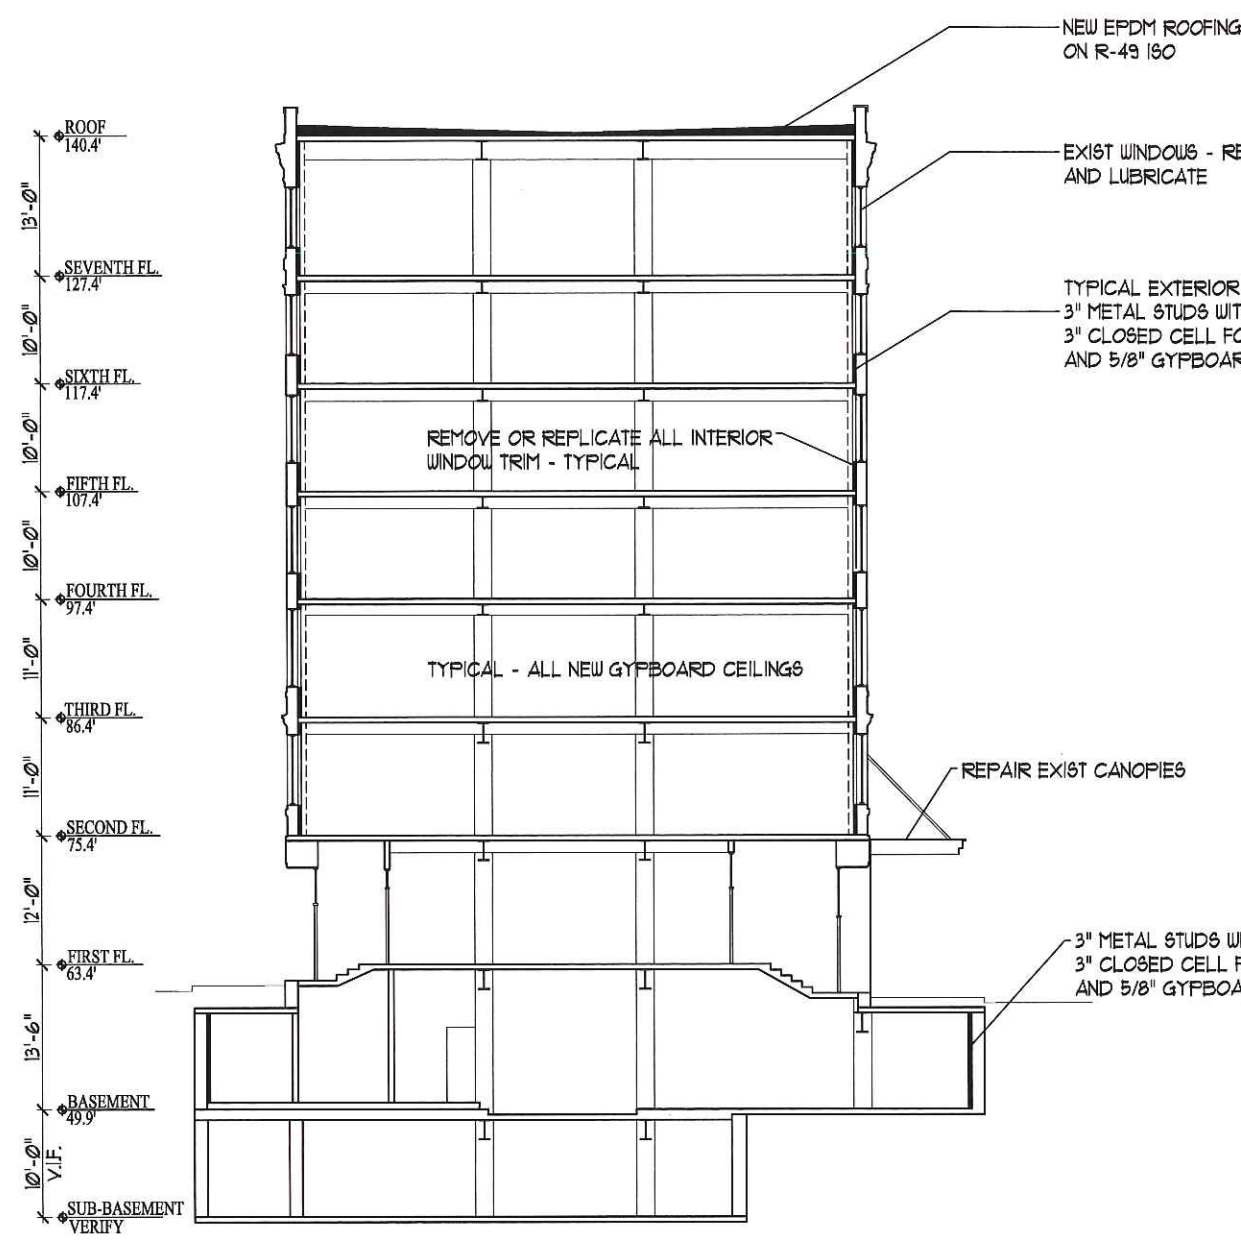 NEW EPDM ROOFING
ON R-49 ISO
ROOF
140.4'
EXIST WINDOWS - RE
AND LUBRICATE
13'-0"
SEVENTH FL.
127.4'
TYPICAL EXTERIOR
3" METAL STUDS WIT
3" CLOSED CELL FO
AND 5/8" GYPBOAR
10'-0"
SIXTH FL.
117.4'
REMOVE OR REPLICATE ALL INTERIOR
WINDOW TRIM - TYPICAL
10'-0"
FIFTH FL.
107.4'
10'-0"
FOURTH FL.
97.4'
TYPICAL - ALL NEW GYPBOARD CEILINGS
11'-0"
THIRD FL.
86.4'
REPAIR EXIST CANOPIES
11'-0"
SECOND FL.
75.4'
12'-0"
FIRST FL.
63.4'
3" METAL STUDS WI
3" CLOSED CELL F
AND 5/8" GYPBOA
13'-6"
BASEMENT
49.9'
10'-0"
V.I.F.
SUB-BASEMENT
VERIFY